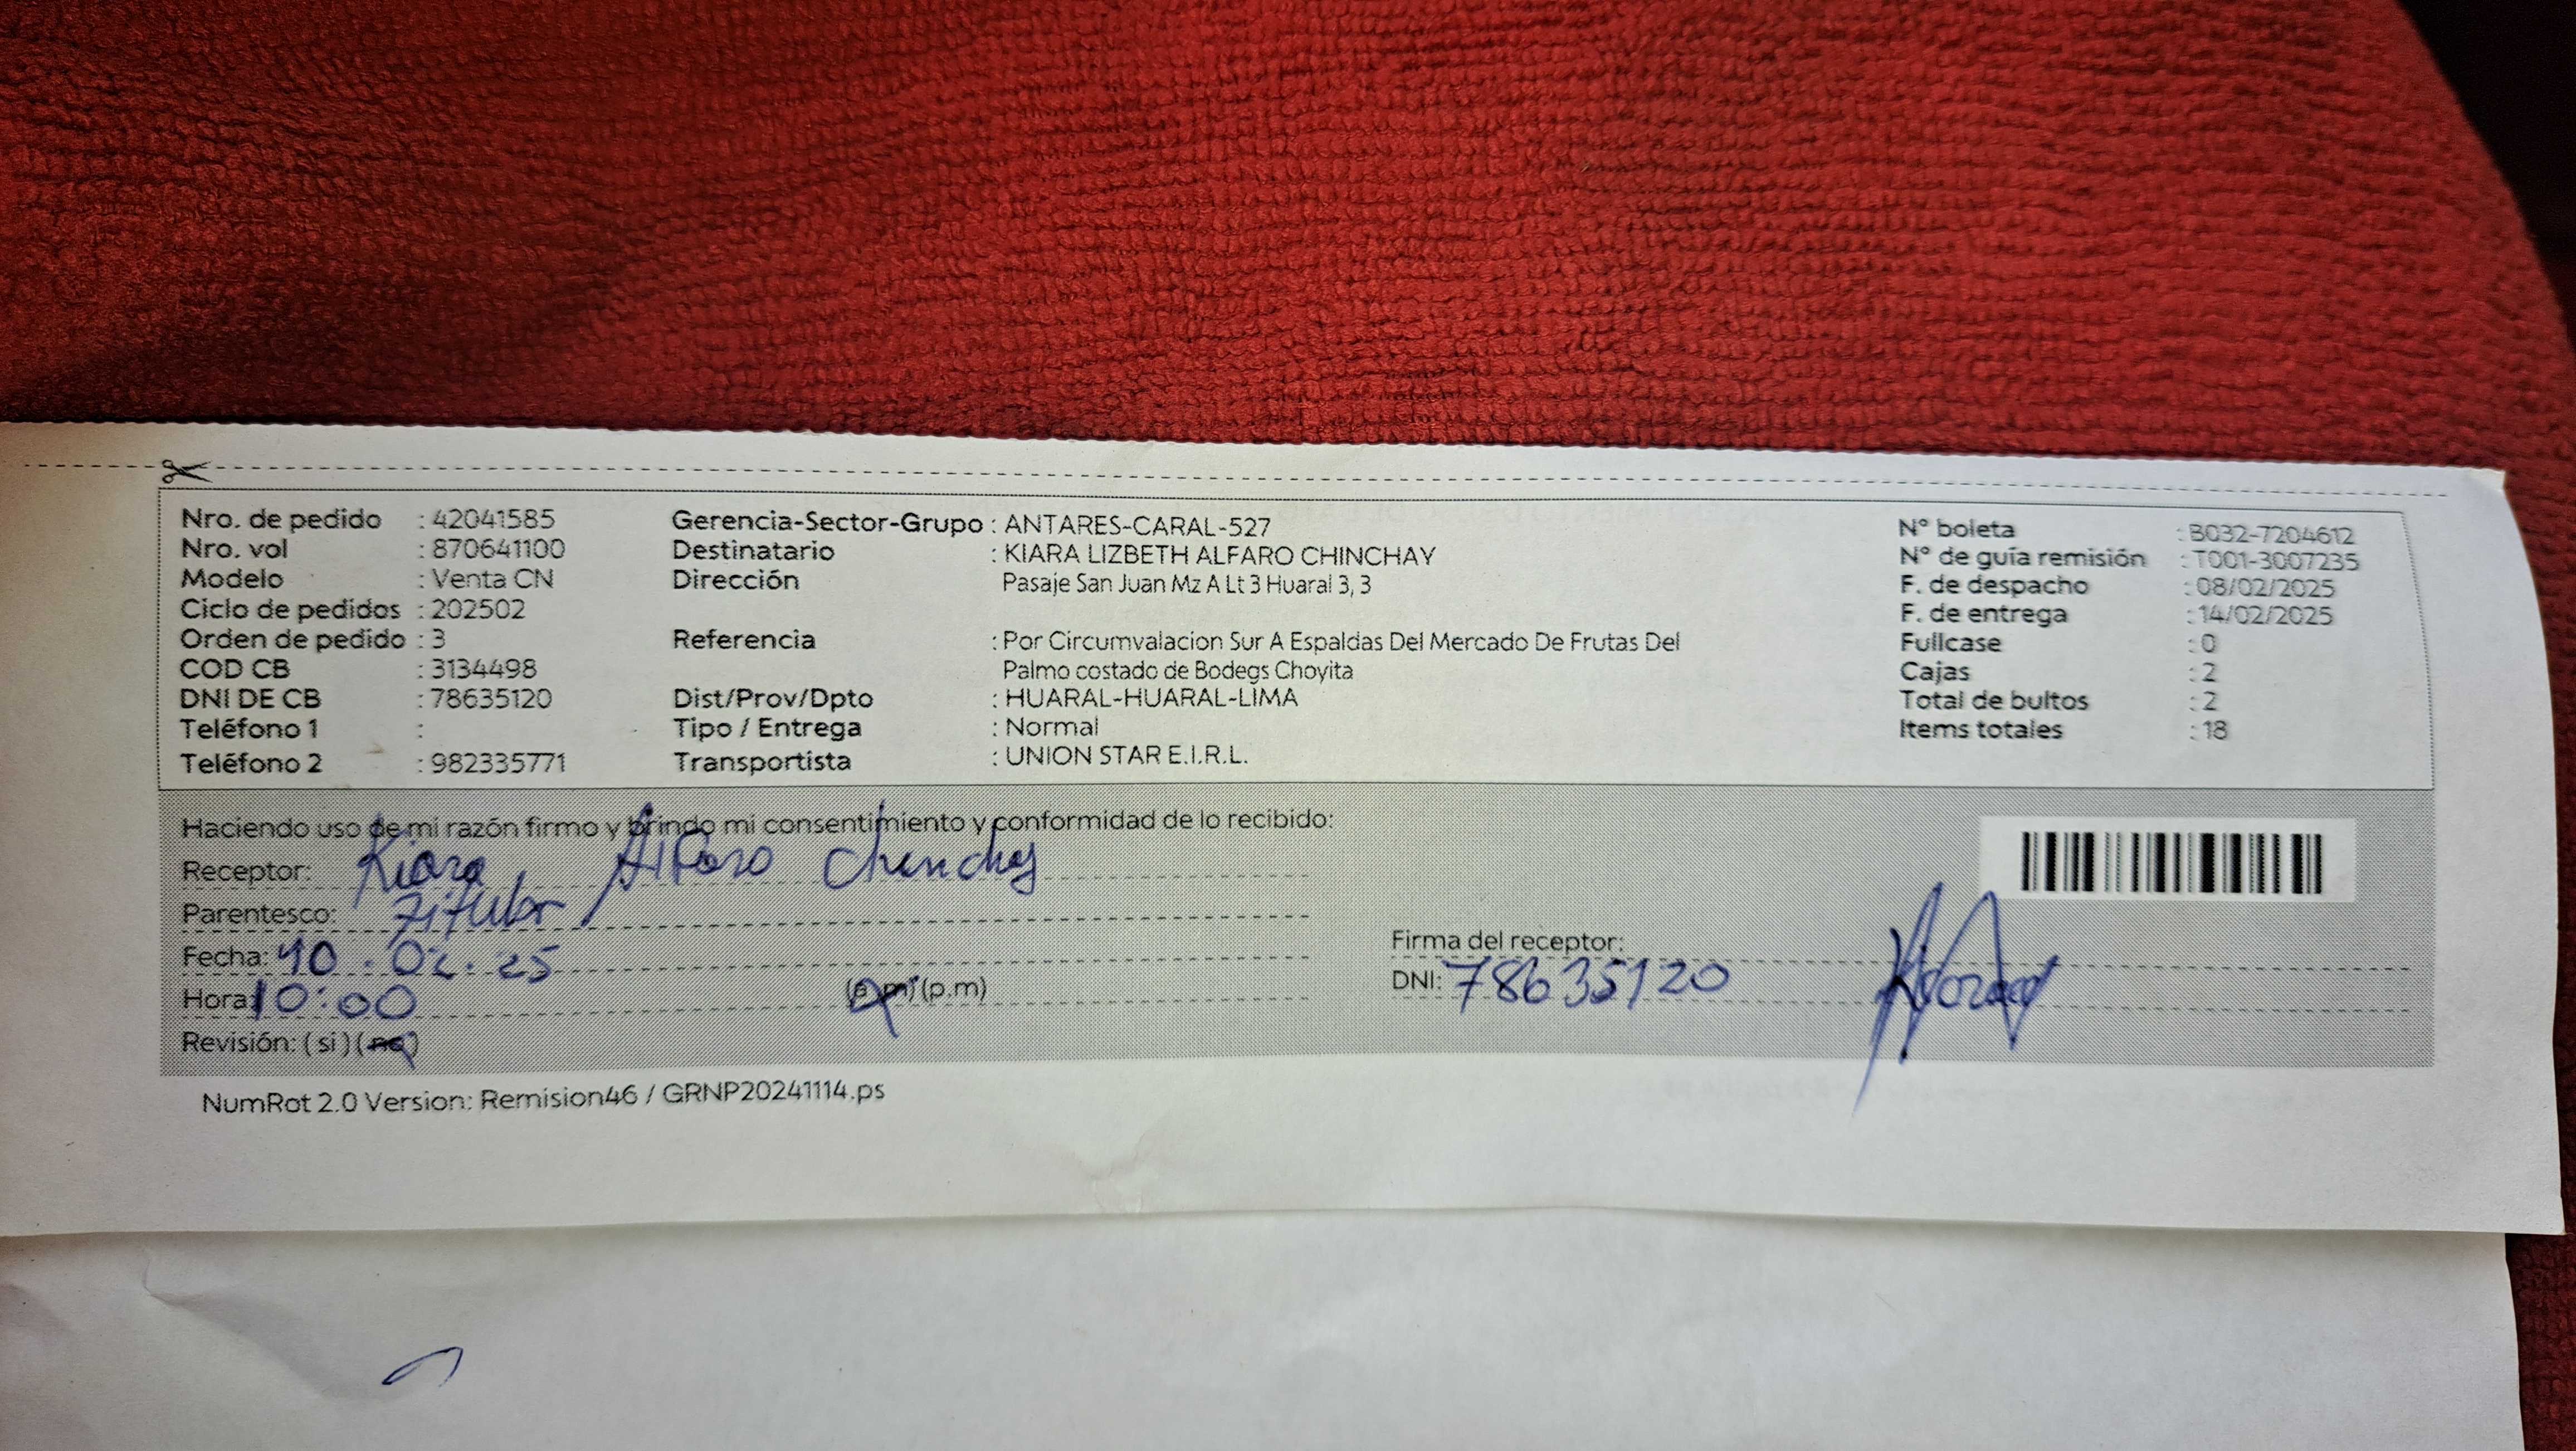 Nro. de pedido : 42041585
Nro. vol : 870641100
Modelo : Venta CN
Ciclo de pedidos : 202502
Orden de pedido : 3
COD CB : 3134498
DNI DE CB : 78635120
Teléfono 1 :
Teléfono 2 : 982335771
Gerencia-Sector-Grupo : ANTARES-CARAL-527
Destinatario : KIARA LIZBETH ALFARO CHINCHAY
Dirección Pasaje San Juan Mz A Lt 3 Huaral 3, 3
Referencia : Por Circumvalacion Sur A Espaldas Del Mercado De Frutas Del
Palmo costado de Bodegs Choyita
Dist/Prov/Dpto : HUARAL-HUARAL-LIMA
Tipo / Entrega : Normal
Transportista : UNION STAR E.I.R.L.
N° boleta : B032-7204612
N° de guía remisión : T001-3007235
F. de despacho : 08/02/2025
F. de entrega : 14/02/2025
Fullcase : 0
Cajas : 2
Total de bultos : 2
Items totales : 18
Haciendo uso de mi razón firmo y brindo mi consentimiento y conformidad de lo recibido:
Receptor: Kiara Alfaro Chinchay
Parentesco: Titular
Fecha: 10.02.25
Hora: 10:00 (a.m) (p.m)
Revisión: (si) (no)
Firma del receptor:
DNI: 78635120
NumRot 2.0 Version: Remision46 / GRNP20241114.ps